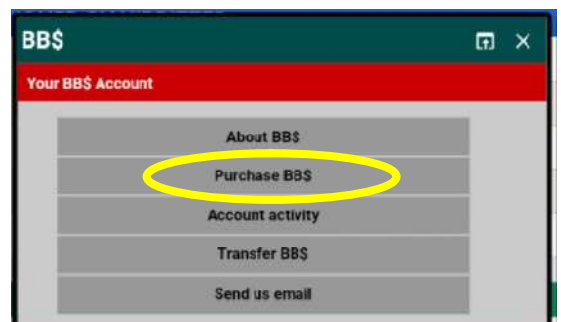 BB$
Your BB$ Account
About BB$
Purchase BB$
Account activity
Transfer BB$
Send us email